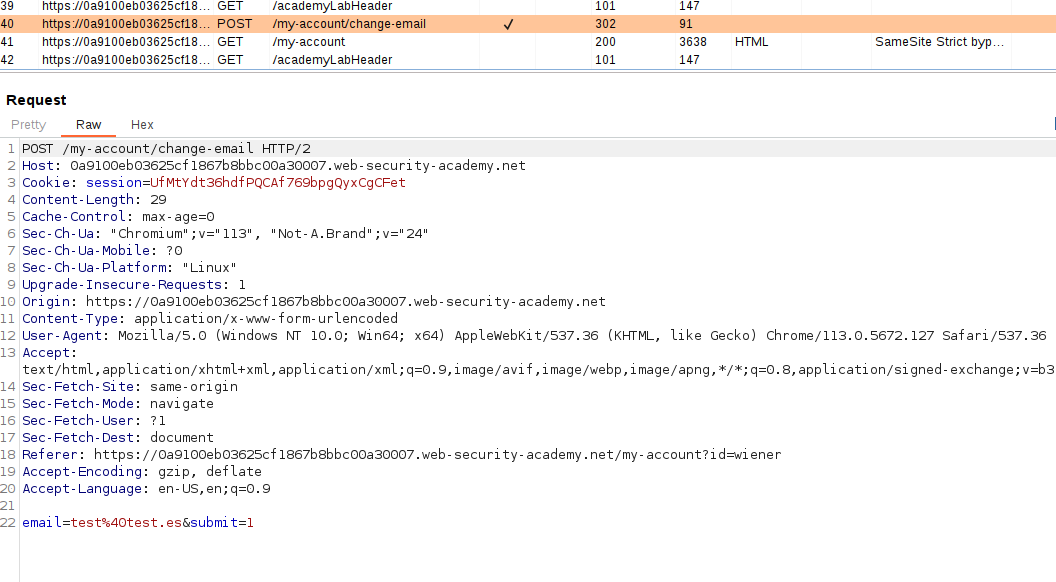 39 https://0a9100eb03625cf18... GET /academyLabHeader 101 147
40 https://0a9100eb03625cf18... POST /my-account/change-email ✓ 302 91
41 https://0a9100eb03625cf18... GET /my-account 200 3638 HTML SameSite Strict byp...
42 https://0a9100eb03625cf18... GET /academyLabHeader 101 147
Request
Pretty Raw Hex
1 POST /my-account/change-email HTTP/2
2 Host: 0a9100eb03625cf1867b8bbc00a30007.web-security-academy.net
3 Cookie: session=UfMtYdt36hdfPQCAf769bpgQyxCgCFet
4 Content-Length: 29
5 Cache-Control: max-age=0
6 Sec-Ch-Ua: "Chromium";v="113", "Not-A.Brand";v="24"
7 Sec-Ch-Ua-Mobile: ?0
8 Sec-Ch-Ua-Platform: "Linux"
9 Upgrade-Insecure-Requests: 1
10 Origin: https://0a9100eb03625cf1867b8bbc00a30007.web-security-academy.net
11 Content-Type: application/x-www-form-urlencoded
12 User-Agent: Mozilla/5.0 (Windows NT 10.0; Win64; x64) AppleWebKit/537.36 (KHTML, like Gecko) Chrome/113.0.5672.127 Safari/537.36
13 Accept:
text/html,application/xhtml+xml,application/xml;q=0.9,image/avif,image/webp,image/apng,*/*;q=0.8,application/signed-exchange;v=b3
14 Sec-Fetch-Site: same-origin
15 Sec-Fetch-Mode: navigate
16 Sec-Fetch-User: ?1
17 Sec-Fetch-Dest: document
18 Referer: https://0a9100eb03625cf1867b8bbc00a30007.web-security-academy.net/my-account?id=wiener
19 Accept-Encoding: gzip, deflate
20 Accept-Language: en-US,en;q=0.9
21
22 email=test%40test.es&submit=1